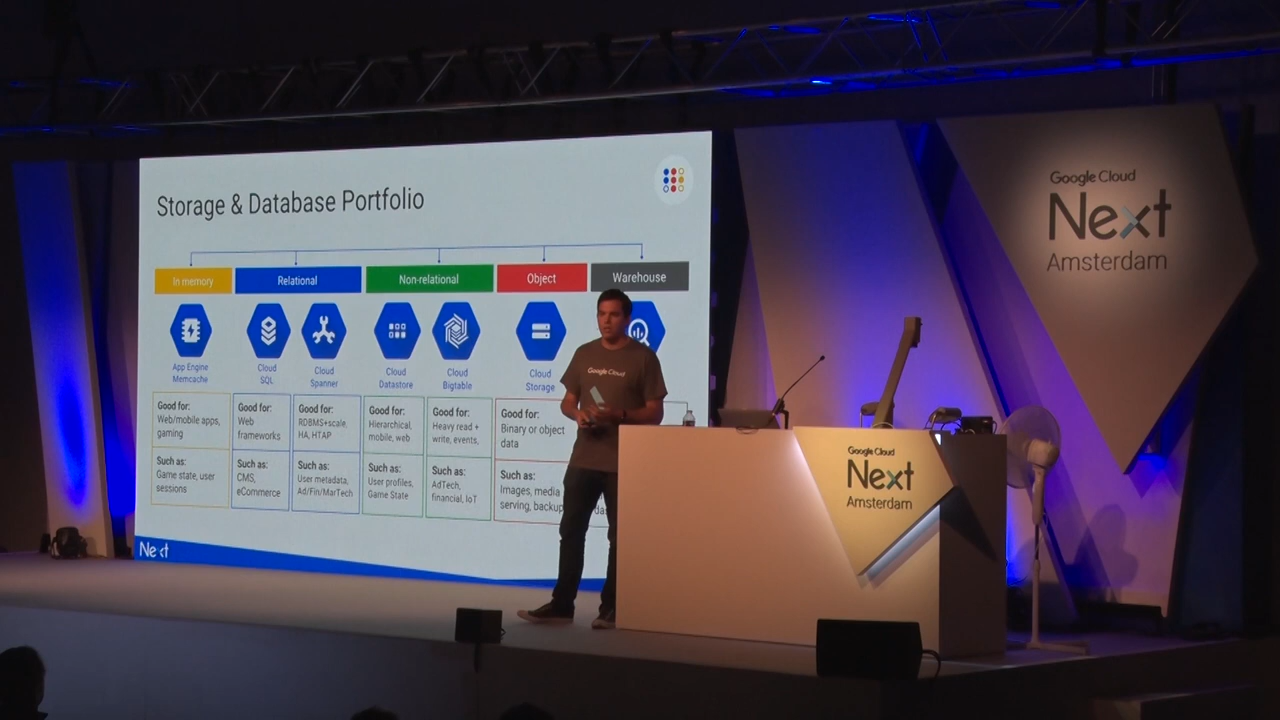 Storage & Database Portfolio
In memory
Relational
Non-relational
Object
Warehouse
App Engine
Memcache
Cloud
SQL
Cloud
Spanner
Cloud
Datastore
Cloud
Bigtable
Cloud
Storage
Good for:
Web/mobile apps,
gaming
Good for:
Web
frameworks
Good for:
RDBMS+scale,
HA, HTAP
Good for:
Hierarchical,
mobile, web
Good for:
Heavy read +
write, events,
Good for:
Binary or object
data
Such as:
Game state, user
sessions
Such as:
CMS,
eCommerce
Such as:
User metadata,
Ad/Fin/MarTech
Such as:
User profiles,
Game State
Such as:
AdTech,
financial, IoT
Such as:
Images, media
serving, backup
Next
Google Cloud
Google Cloud
Next
Amsterdam
Google Cloud
Next
Amsterdam